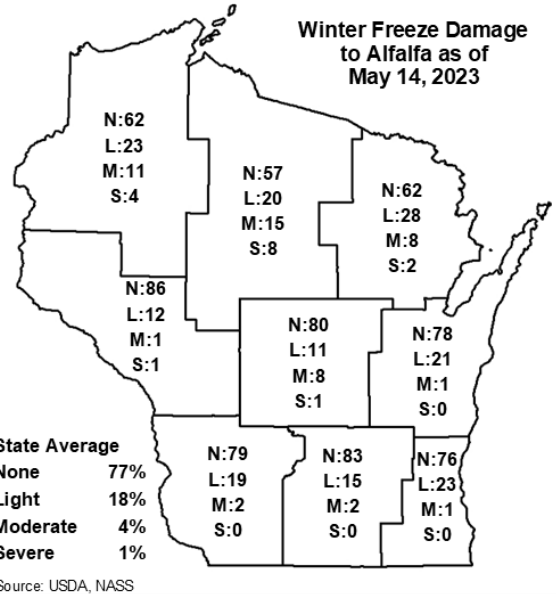 Winter Freeze Damage
to Alfalfa as of
May 14, 2023
N:62
L:23
M:11
S:4
N:57
L:20
M:15
S:8
N:62
L:28
M:8
S:2
N:86
L:12
M:1
S:1
N:80
L:11
M:8
S:1
N:78
L:21
M:1
S:0
N:79
L:19
M:2
S:0
N:83
L:15
M:2
S:0
N:76
L:23
M:1
S:0
State Average
None 77%
Light 18%
Moderate 4%
Severe 1%
Source: USDA, NASS